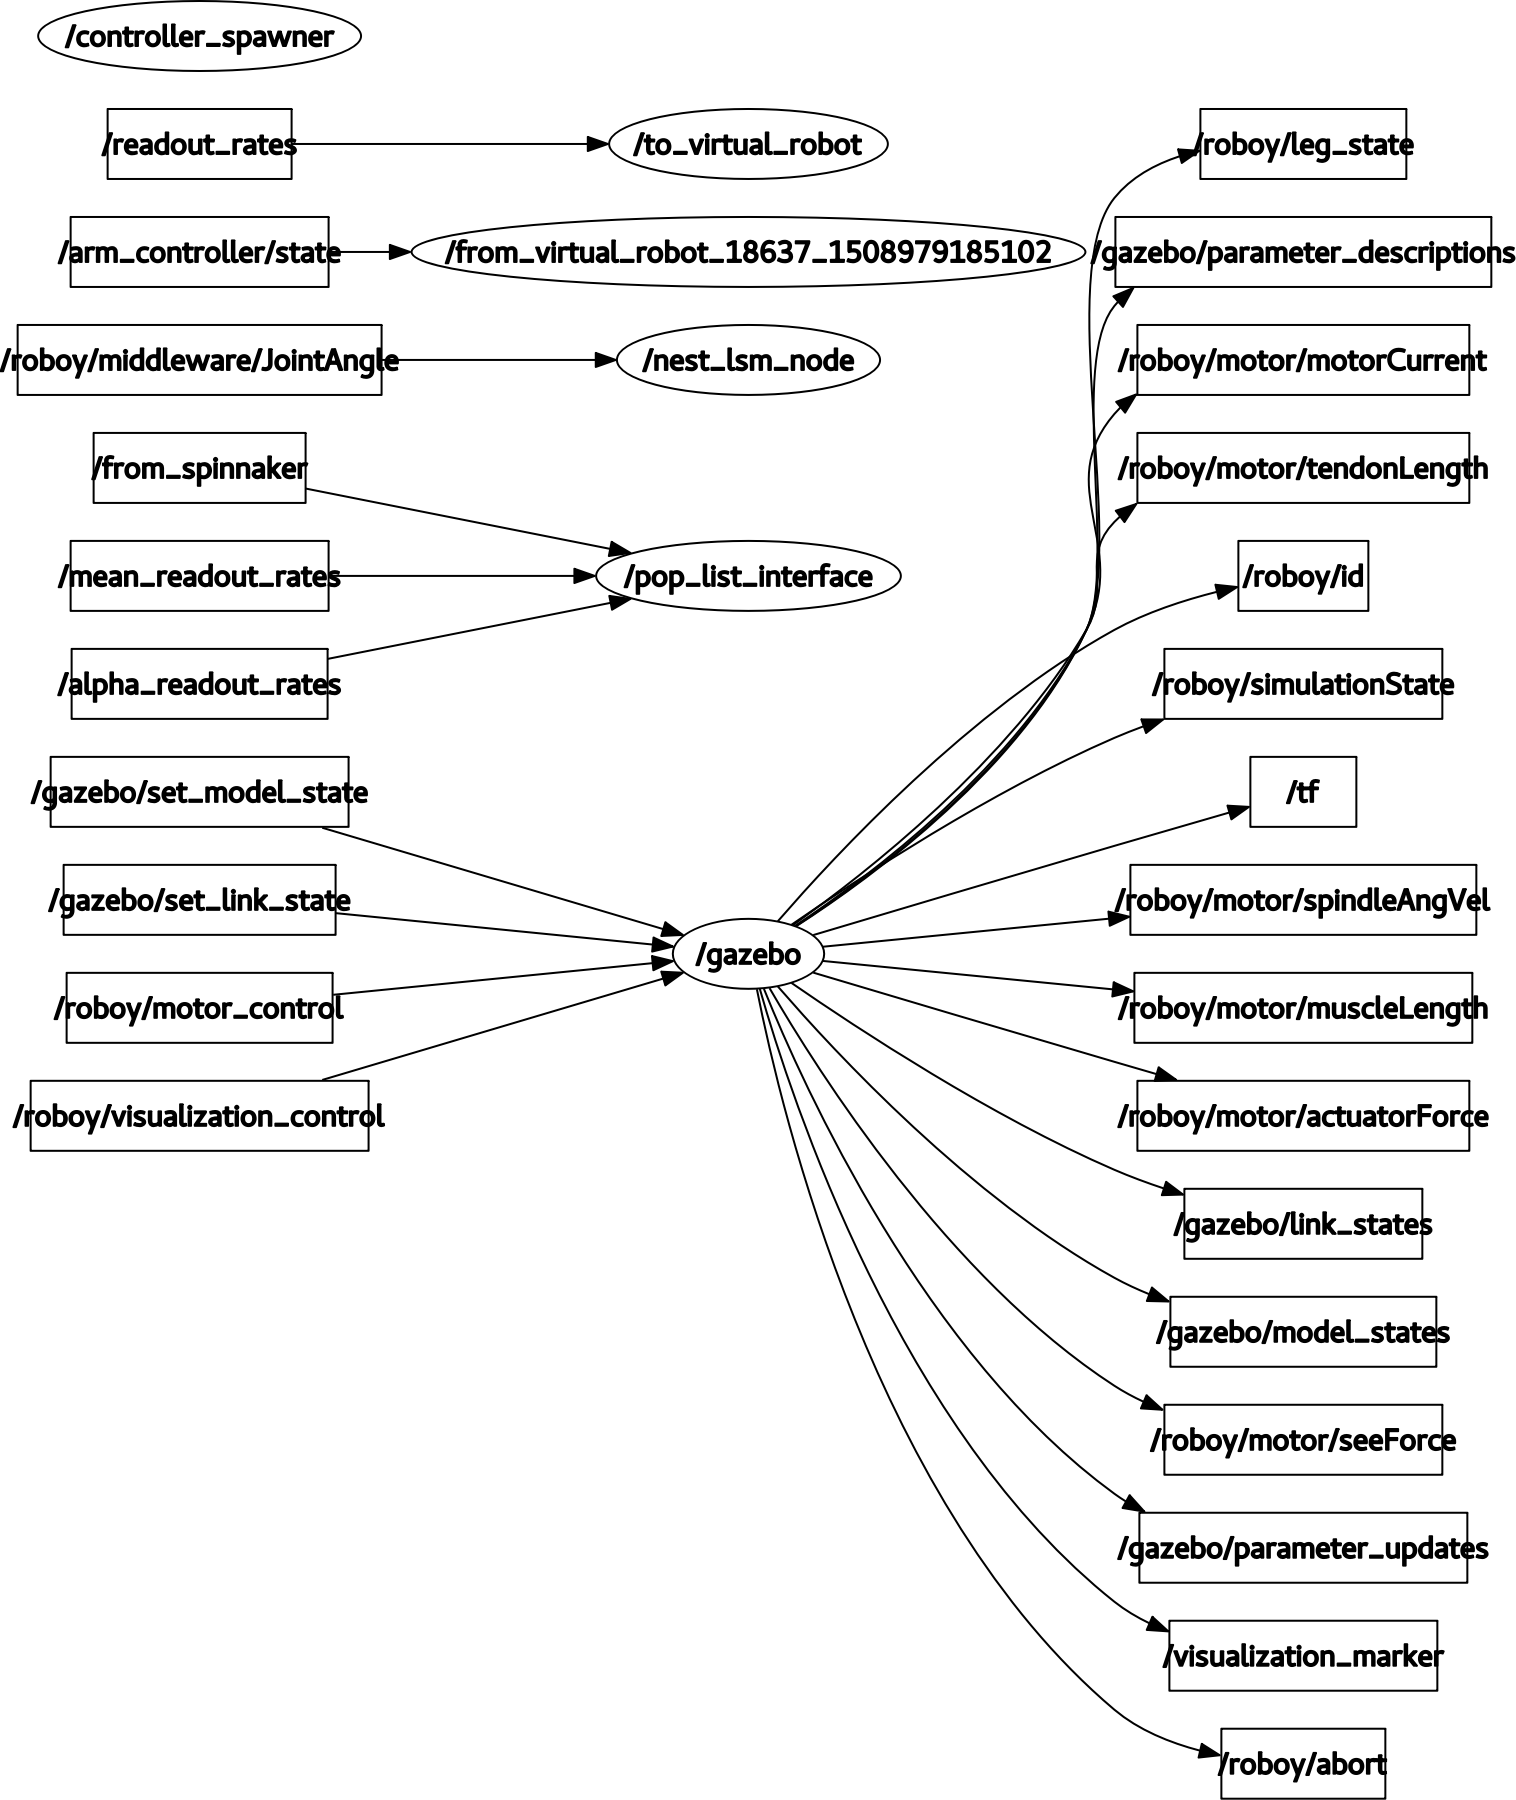 /controller_spawner
/readout_rates
/to_virtual_robot
/roboy/leg_state
/arm_controller/state
/from_virtual_robot_18637_1508979185102
/gazebo/parameter_descriptions
/roboy/middleware/JointAngle
/nest_lsm_node
/roboy/motor/motorCurrent
/from_spinnaker
/roboy/motor/tendonLength
/mean_readout_rates
/pop_list_interface
/roboy/id
/alpha_readout_rates
/roboy/simulationState
/gazebo/set_model_state
/tf
/gazebo/set_link_state
/roboy/motor/spindleAngVel
/gazebo
/roboy/motor_control
/roboy/motor/muscleLength
/roboy/visualization_control
/roboy/motor/actuatorForce
/gazebo/link_states
/gazebo/model_states
/roboy/motor/seeForce
/gazebo/parameter_updates
/visualization_marker
/roboy/abort